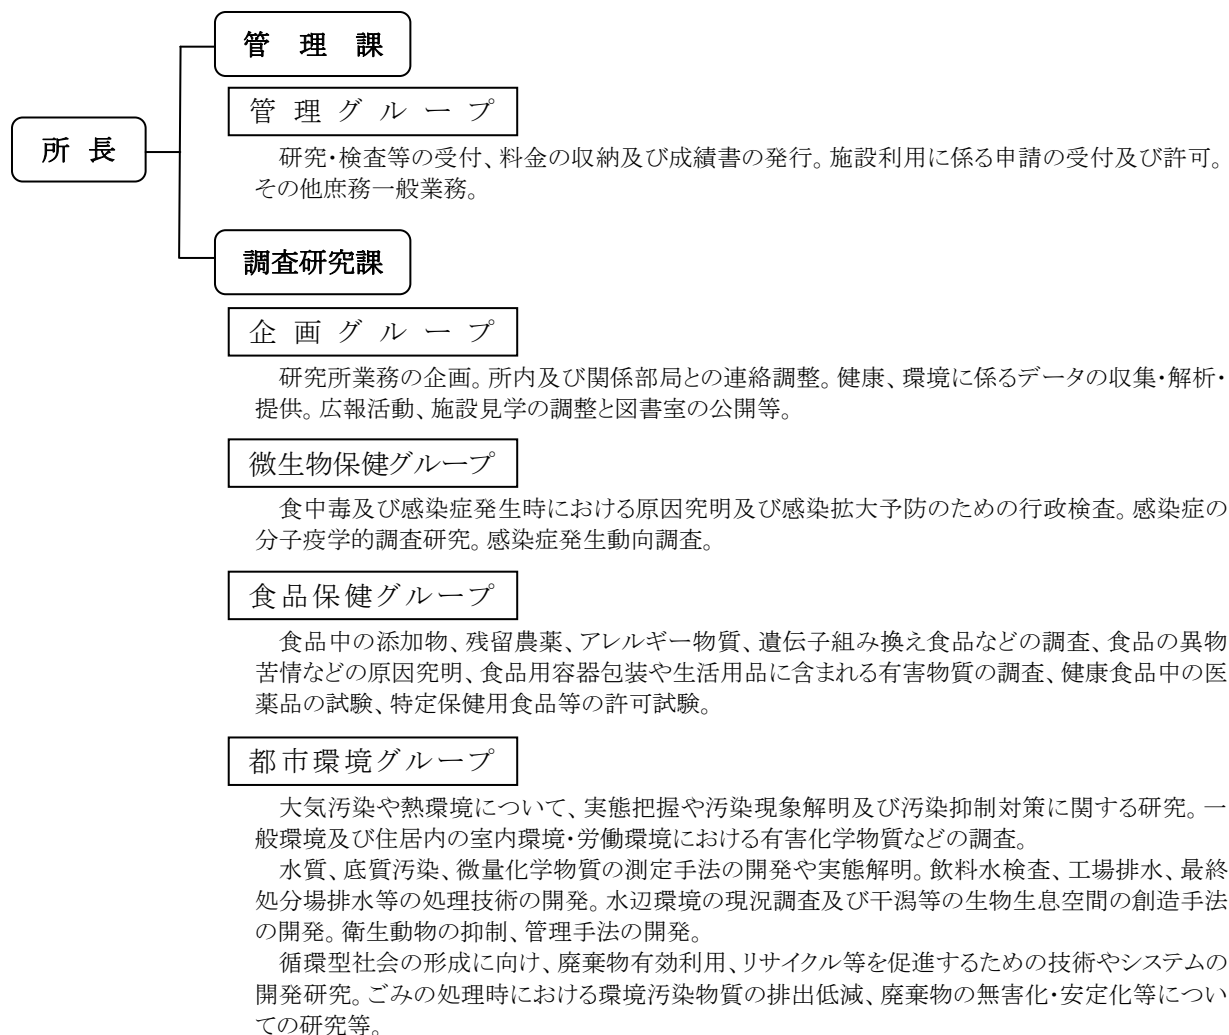 管 理 課
管 理 グ ル ー プ
所 長
研究・検査等の受付、料金の収納及び成績書の発行。施設利用に係る申請の受付及び許可。
その他庶務一般業務。
調査研究課
企 画 グ ル ー プ
研究所業務の企画。所内及び関係部局との連絡調整。健康、環境に係るデータの収集・解析・
提供。広報活動、施設見学の調整と図書室の公開等。
微生物保健グループ
食中毒及び感染症発生時における原因究明及び感染拡大予防のための行政検査。感染症の
分子疫学的調査研究。感染症発生動向調査。
食品保健グループ
食品中の添加物、残留農薬、アレルギー物質、遺伝子組み換え食品などの調査、食品の異物
苦情などの原因究明、食品用容器包装や生活用品に含まれる有害物質の調査、健康食品中の医
薬品の試験、特定保健用食品等の許可試験。
都市環境グループ
大気汚染や熱環境について、実態把握や汚染現象解明及び汚染抑制対策に関する研究。一
般環境及び住居内の室内環境・労働環境における有害化学物質などの調査。
水質、底質汚染、微量化学物質の測定手法の開発や実態解明。飲料水検査、工場排水、最終
処分場排水等の処理技術の開発。水辺環境の現況調査及び干潟等の生物生息空間の創造手法
の開発。衛生動物の抑制、管理手法の開発。
循環型社会の形成に向け、廃棄物有効利用、リサイクル等を促進するための技術やシステムの
開発研究。ごみの処理時における環境汚染物質の排出低減、廃棄物の無害化・安定化等につい
ての研究等。